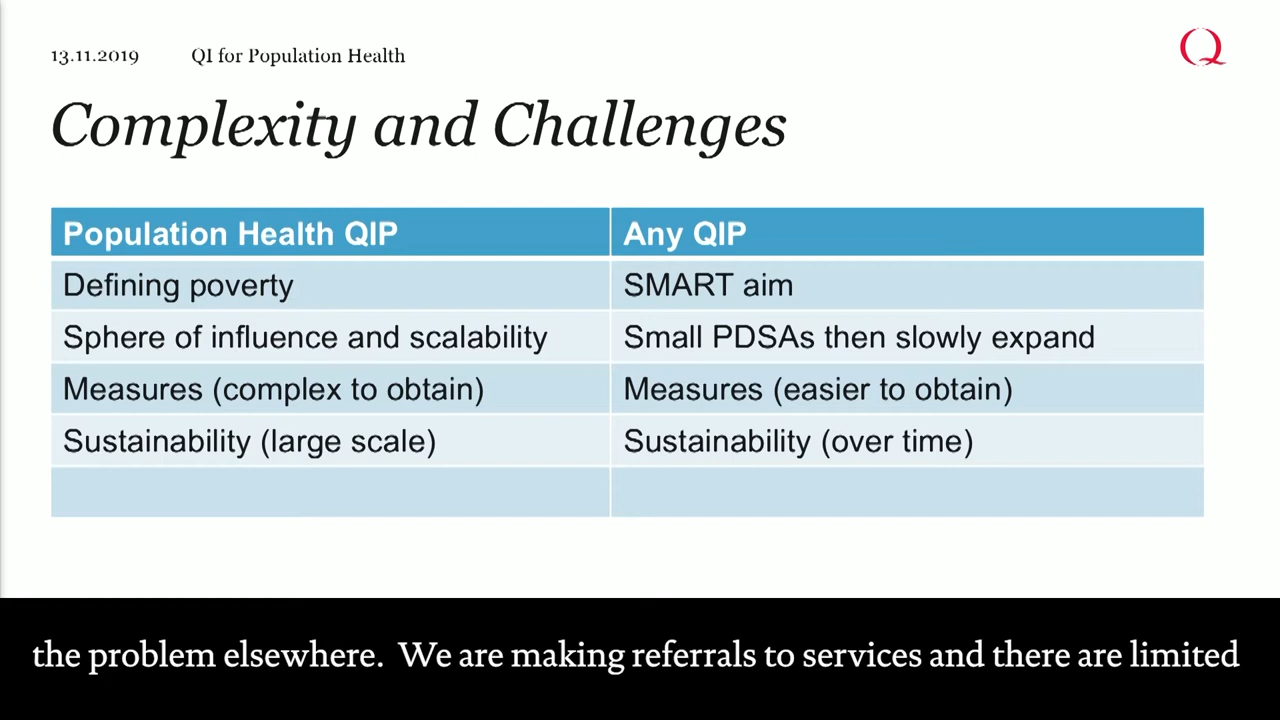 13.11.2019 QI for Population Health
Q
Complexity and Challenges
Population Health QIP Any QIP
Defining poverty SMART aim
Sphere of influence and scalability Small PDSAs then slowly expand
Measures (complex to obtain) Measures (easier to obtain)
Sustainability (large scale) Sustainability (over time)
the problem elsewhere. We are making referrals to services and there are limited